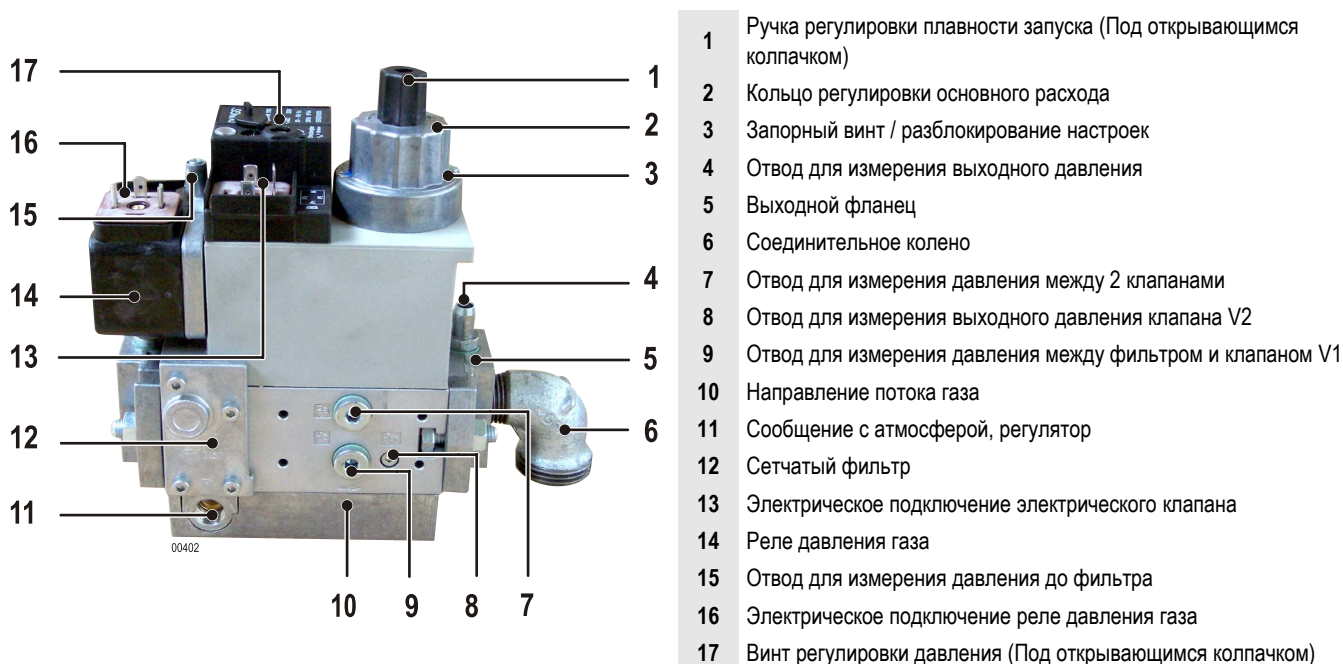 17
16
15
14
13
12
11
00402
10
9
8
7
1
2
3
4
5
6
1 Ручка регулировки плавности запуска (Под открывающимся
колпачком)
2 Кольцо регулировки основного расхода
3 Запорный винт / разблокирование настроек
4 Отвод для измерения выходного давления
5 Выходной фланец
6 Соединительное колено
7 Отвод для измерения давления между 2 клапанами
8 Отвод для измерения выходного давления клапана V2
9 Отвод для измерения давления между фильтром и клапаном V1
10 Направление потока газа
11 Сообщение с атмосферой, регулятор
12 Сетчатый фильтр
13 Электрическое подключение электрического клапана
14 Реле давления газа
15 Отвод для измерения давления до фильтра
16 Электрическое подключение реле давления газа
17 Винт регулировки давления (Под открывающимся колпачком)